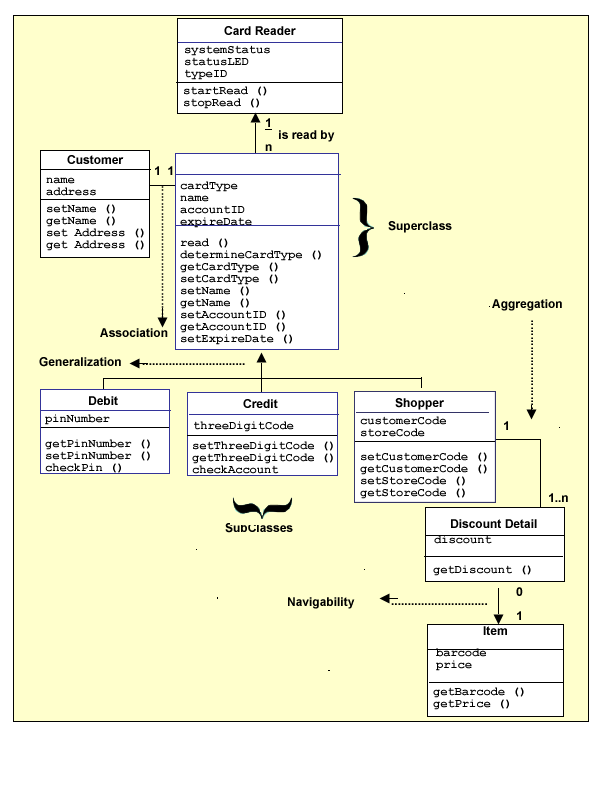 Card Reader
systemStatus
statusLED
typeID
startRead ()
stopRead ()
1
is read by
n
Customer
name
address
setName ()
getName ()
set Address ()
get Address ()
1 1
cardType
name
accountID
expireDate
read ()
determineCardType ()
getCardType ()
setCardType ()
setName ()
getName ()
setAccountID ()
getAccountID ()
setExpireDate ()
Superclass
Aggregation
Association
Generalization
Debit
pinNumber
getPinNumber ()
setPinNumber ()
checkPin ()
Credit
threeDigitCode
setThreeDigitCode ()
getThreeDigitCode ()
checkAccount
Shopper
customerCode
storeCode
setCustomerCode ()
getCustomerCode ()
setStoreCode ()
getStoreCode ()
1
1..n
SubClasses
Discount Detail
discount
getDiscount ()
Navigability
0
1
Item
barcode
price
getBarcode ()
getPrice ()